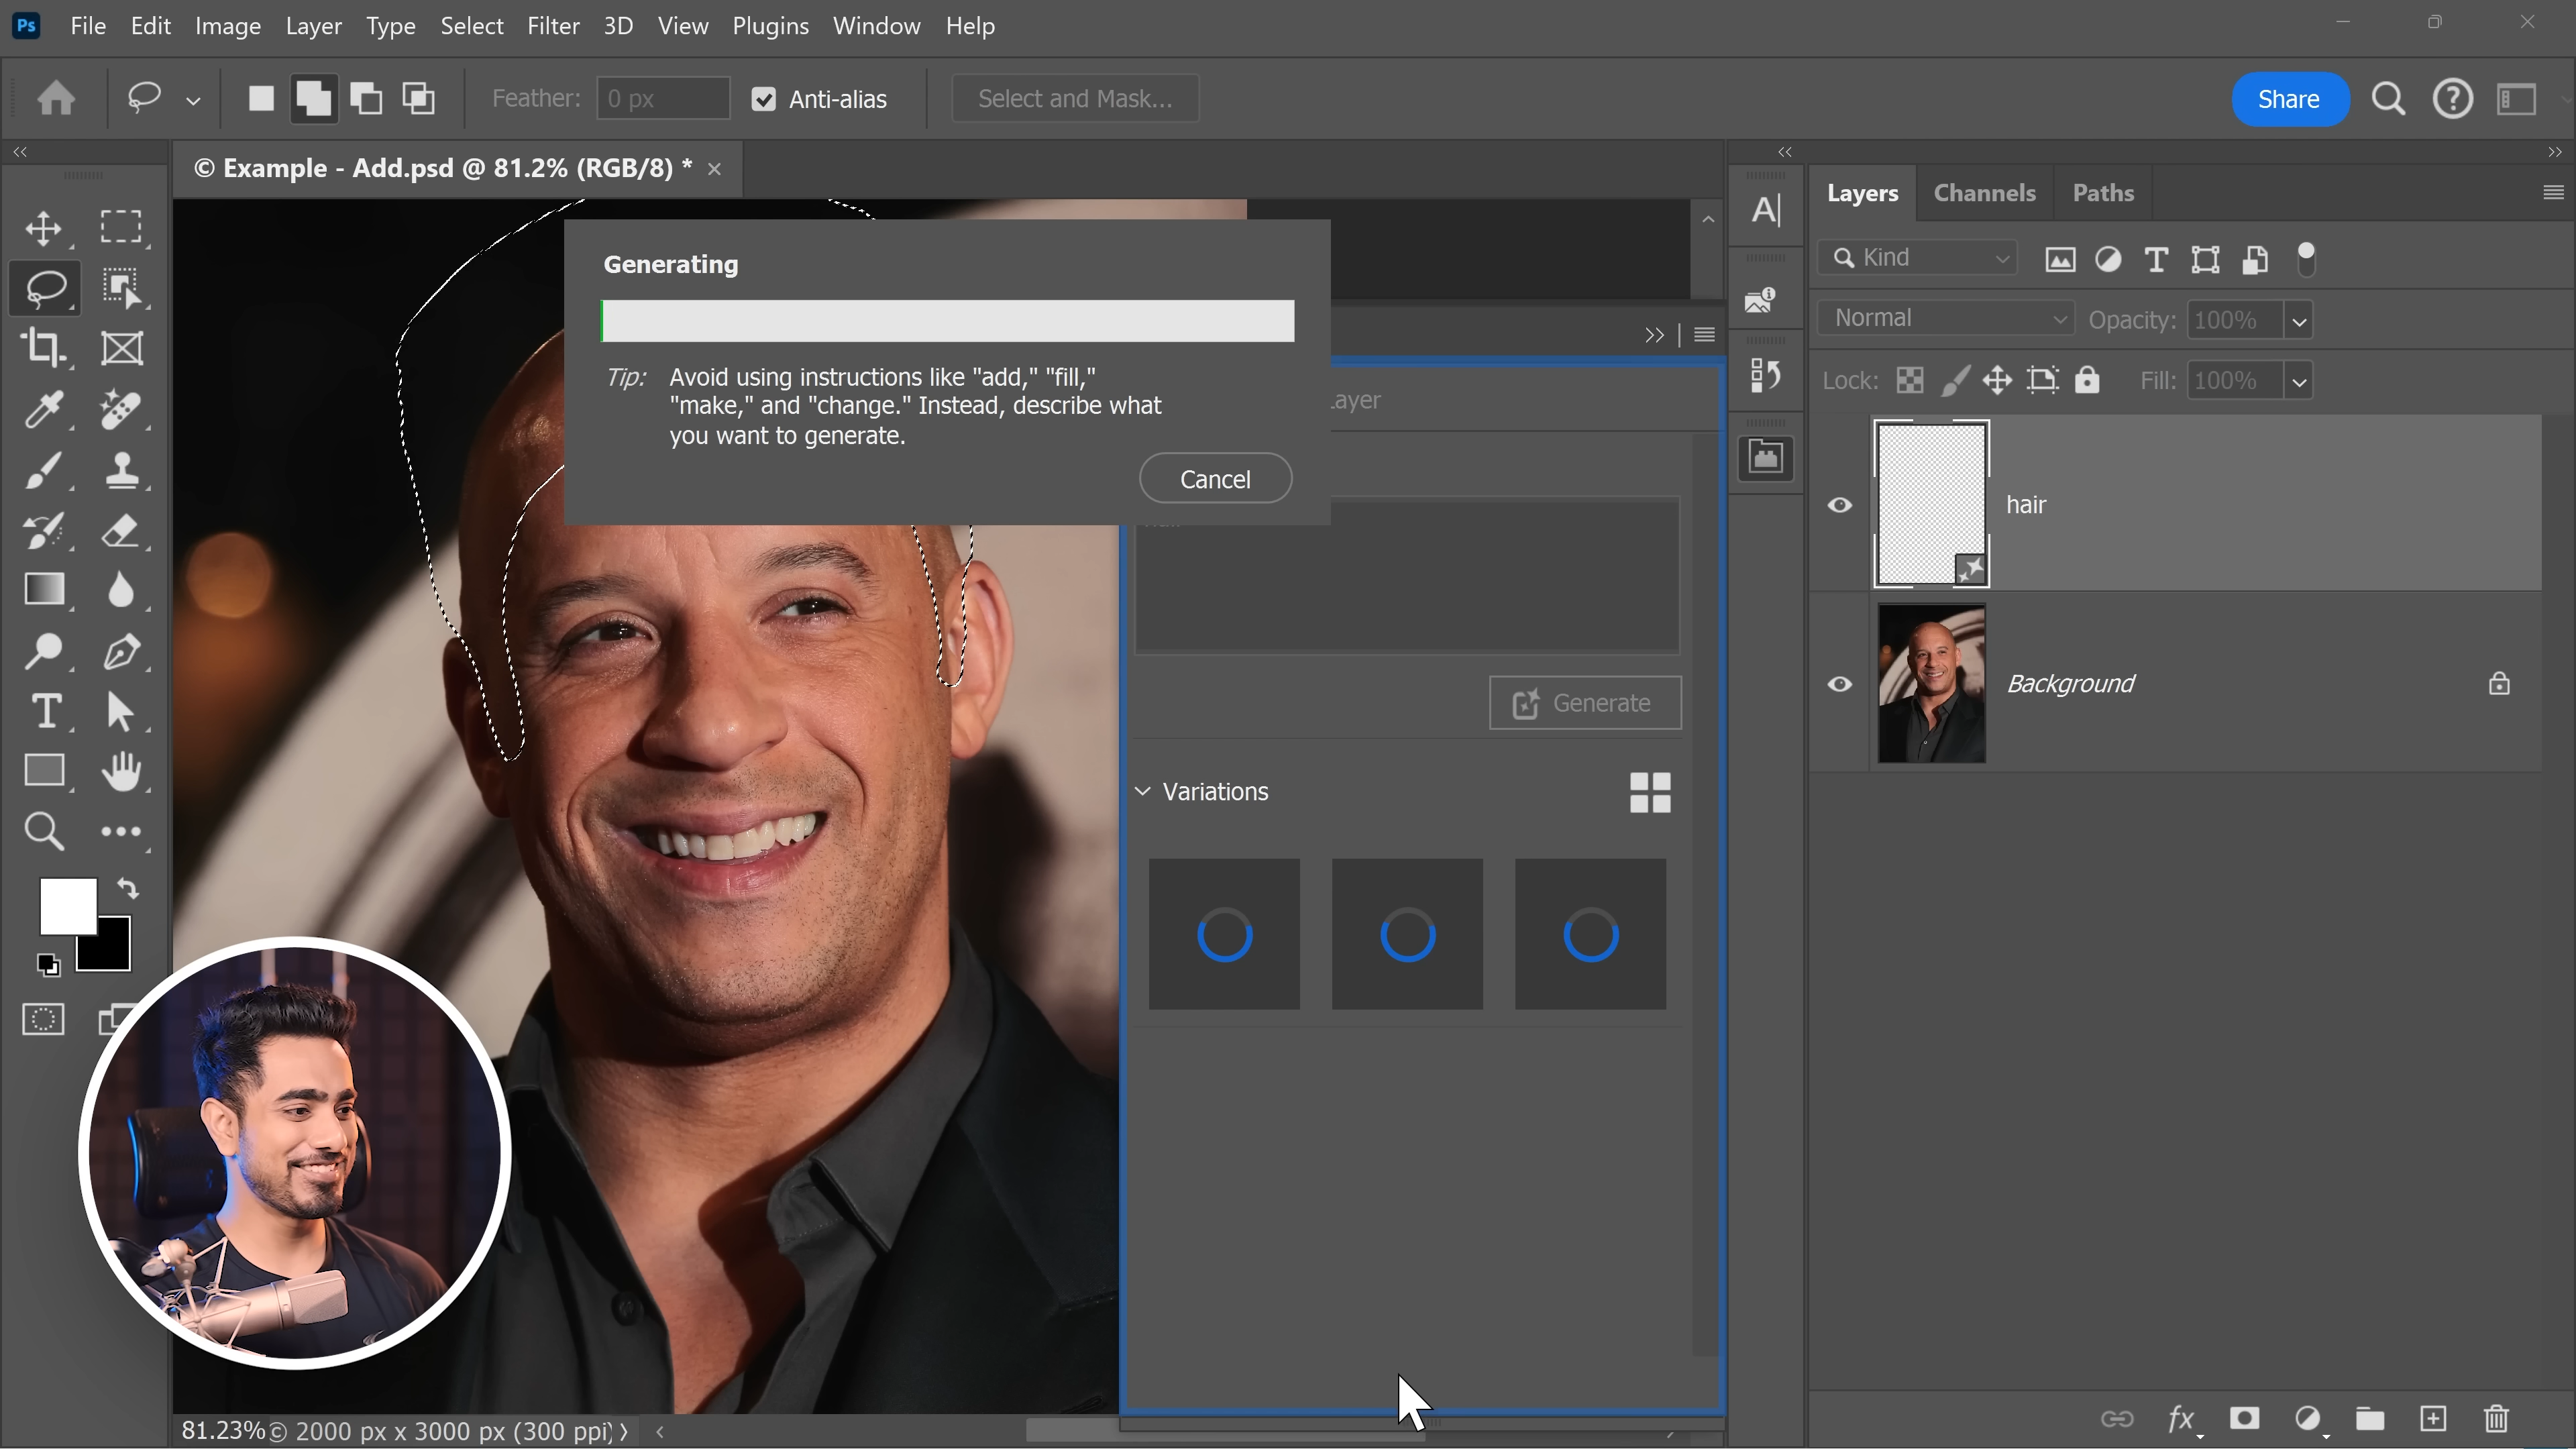 Ps File Edit Image Layer Type Select Filter 3D View Plugins Window Help
Feather: 0 px Anti-alias Select and Mask... Share
© Example - Add.psd @ 81.2% (RGB/8) *
Generating
Tip: Avoid using instructions like "add," "fill,"
"make," and "change." Instead, describe what
you want to generate.
Cancel
Layer
Generate
Variations
Layers Channels Paths
Kind
Normal Opacity: 100%
Lock: Fill: 100%
hair
Background
81.23% © 2000 px x 3000 px (300 ppi)
fx